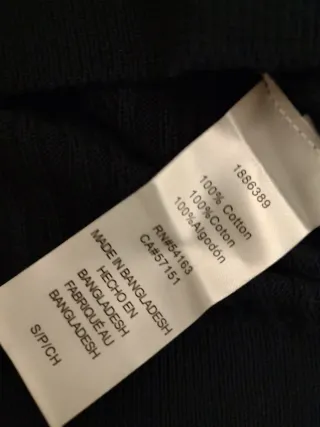 1886389
100% Cotton
100%Coton
100%Algodón
RN#54163
CA#57151
MADE IN BANGLADESH
HECHO EN
BANGLADESH
FABRIQUÉ AU
BANGLADESH
S/P/CH